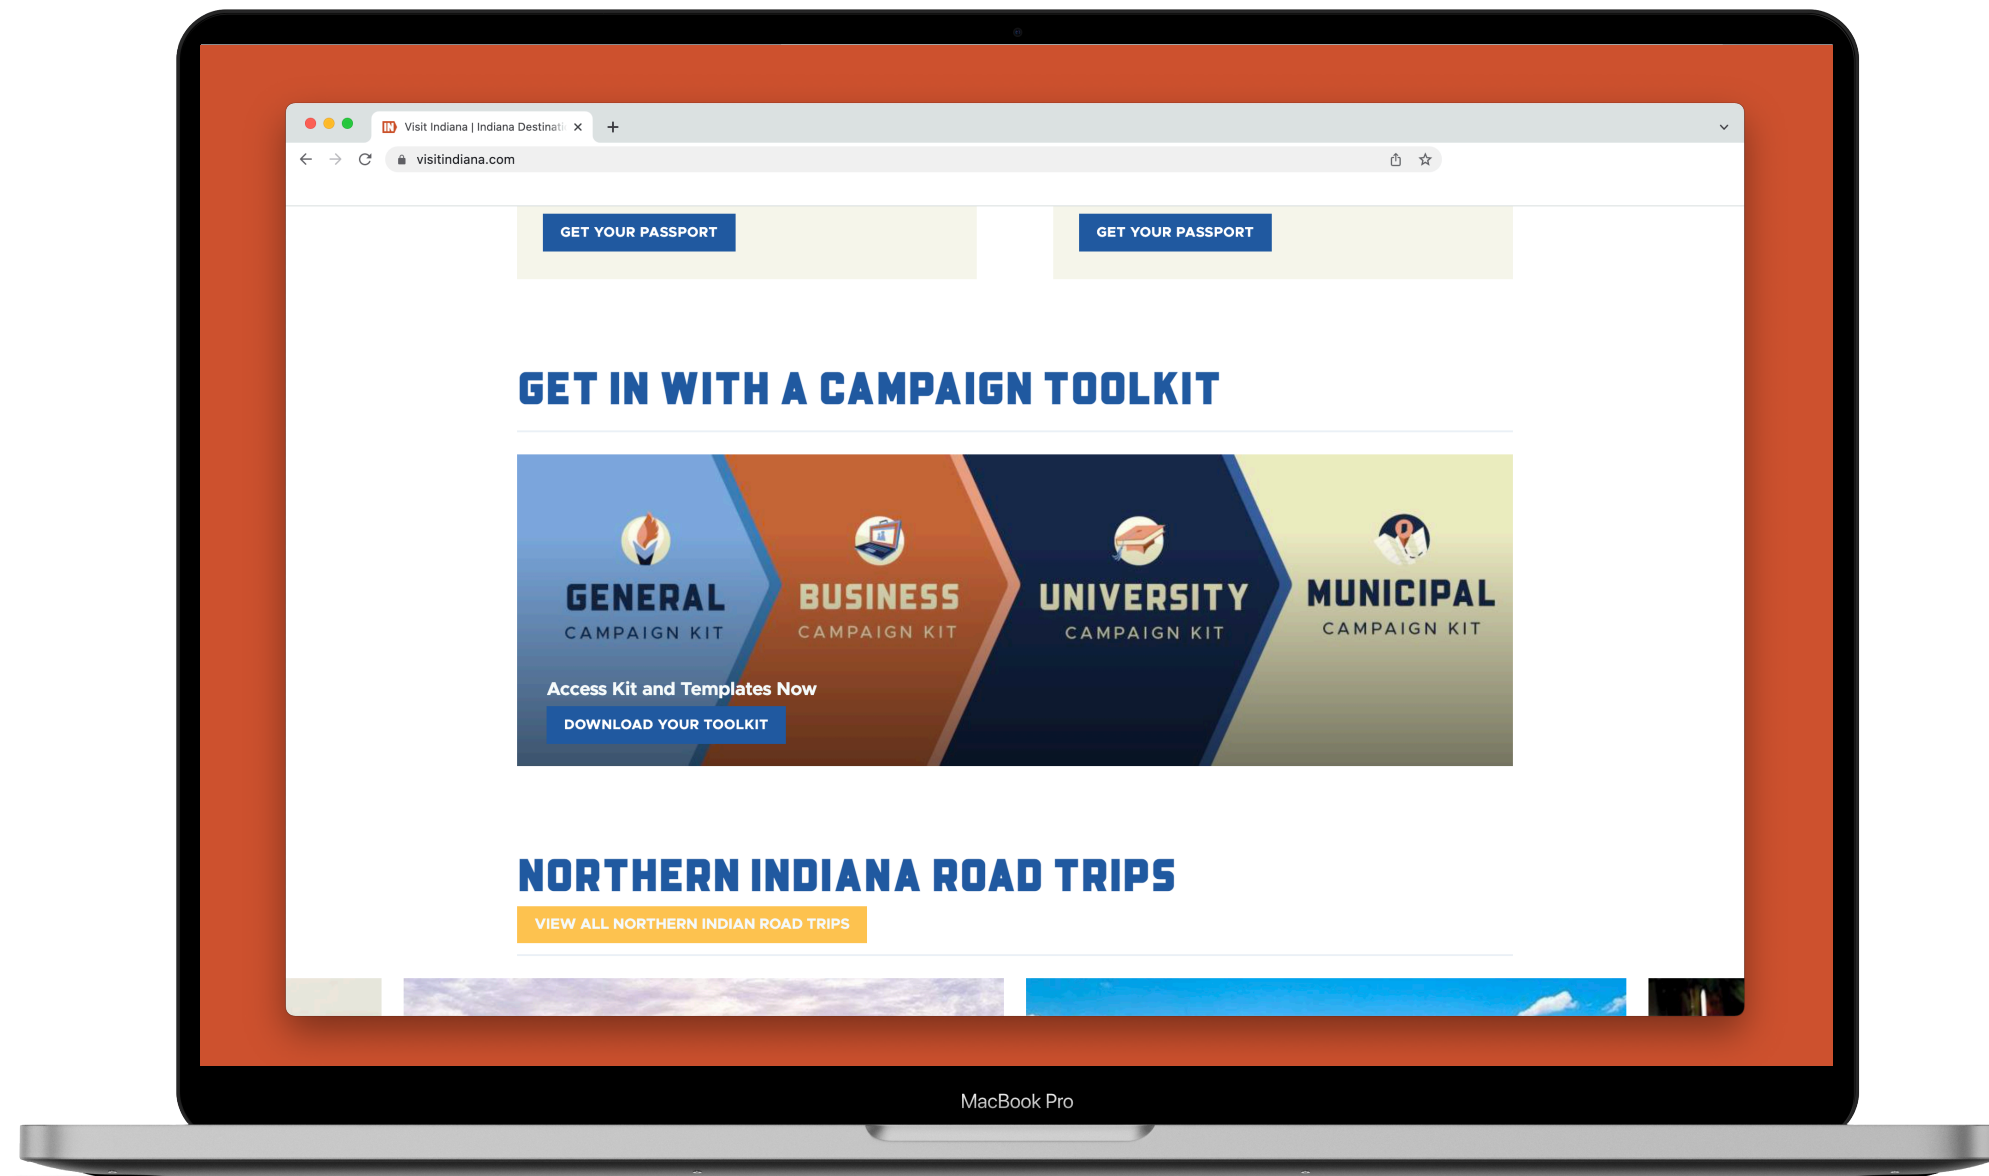 IN
Visit Indiana | Indiana Destinati
visitindiana.com
GET YOUR PASSPORT
GET YOUR PASSPORT
GET IN WITH A CAMPAIGN TOOLKIT
GENERAL
CAMPAIGN KIT
BUSINESS
CAMPAIGN KIT
UNIVERSITY
CAMPAIGN KIT
MUNICIPAL
CAMPAIGN KIT
Access Kit and Templates Now
DOWNLOAD YOUR TOOLKIT
NORTHERN INDIANA ROAD TRIPS
VIEW ALL NORTHERN INDIAN ROAD TRIPS
MacBook Pro